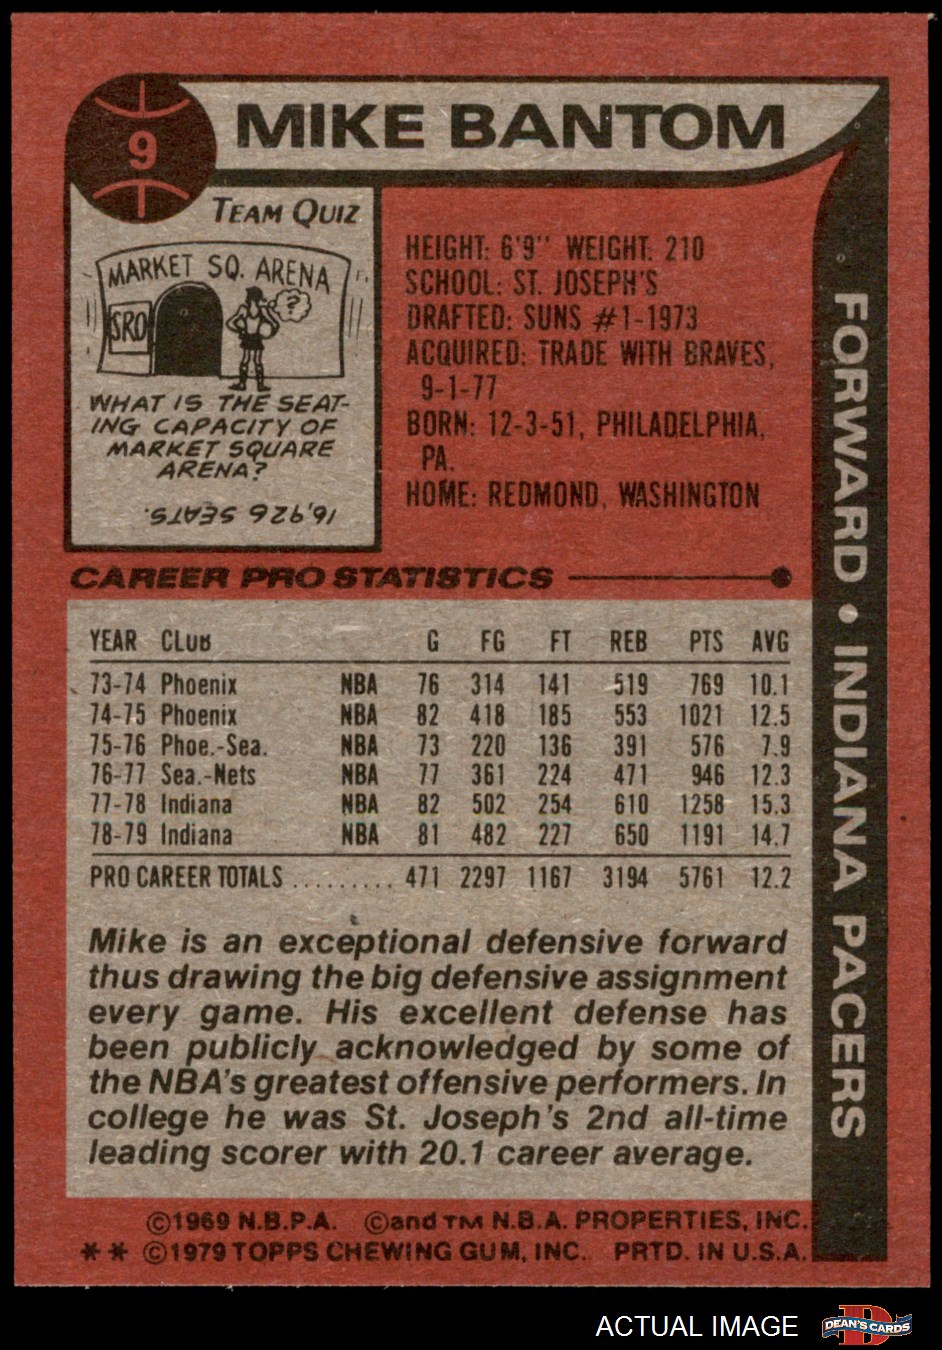 9
MIKE BANTOM
TEAM QUIZ
MARKET SQ. ARENA
SRO
?
WHAT IS THE SEAT-
ING CAPACITY OF
MARKET SQUARE
ARENA?
16,926 SEATS.
HEIGHT: 6'9" WEIGHT: 210
SCHOOL: ST. JOSEPH'S
DRAFTED: SUNS #1-1973
ACQUIRED: TRADE WITH BRAVES,
9-1-77
BORN: 12-3-51, PHILADELPHIA,
PA.
HOME: REDMOND, WASHINGTON
FORWARD • INDIANA PACERS
CAREER PRO STATISTICS
YEAR CLUB G FG FT REB PTS AVG
73-74 Phoenix NBA 76 314 141 519 769 10.1
74-75 Phoenix NBA 82 418 185 553 1021 12.5
75-76 Phoe.-Sea. NBA 73 220 136 391 576 7.9
76-77 Sea.-Nets NBA 77 361 224 471 946 12.3
77-78 Indiana NBA 82 502 254 610 1258 15.3
78-79 Indiana NBA 81 482 227 650 1191 14.7
PRO CAREER TOTALS .......... 471 2297 1167 3194 5761 12.2
Mike is an exceptional defensive forward
thus drawing the big defensive assignment
every game. His excellent defense has
been publicly acknowledged by some of
the NBA's greatest offensive performers. In
college he was St. Joseph's 2nd all-time
leading scorer with 20.1 career average.
©1969 N.B.P.A. ©and TM N.B.A. PROPERTIES, INC.
** ©1979 TOPPS CHEWING GUM, INC. PRTD. IN U.S.A.
ACTUAL IMAGE
D
DEAN'S CARDS